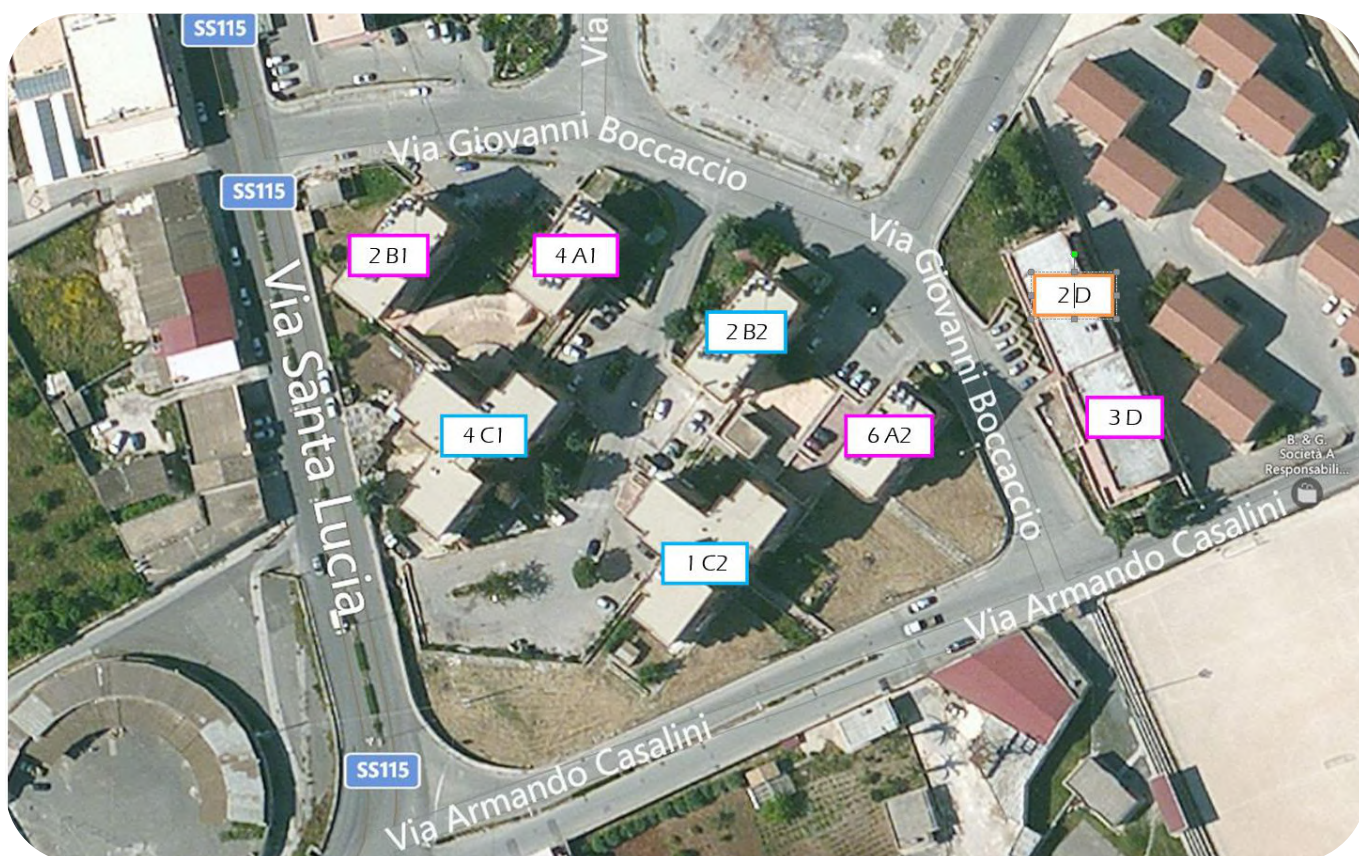 SS115
Via
Via Giovanni Boccaccio
SS115
2 B1
4 A1
Via Giovanni Boccaccio
2 D
2 B2
Via Santa Lucia
4 C1
6 A2
3 D
B. & G.
Società A
Responsabili...
1 C2
Via Armando Casalini
SS115
Via Armando Casalini